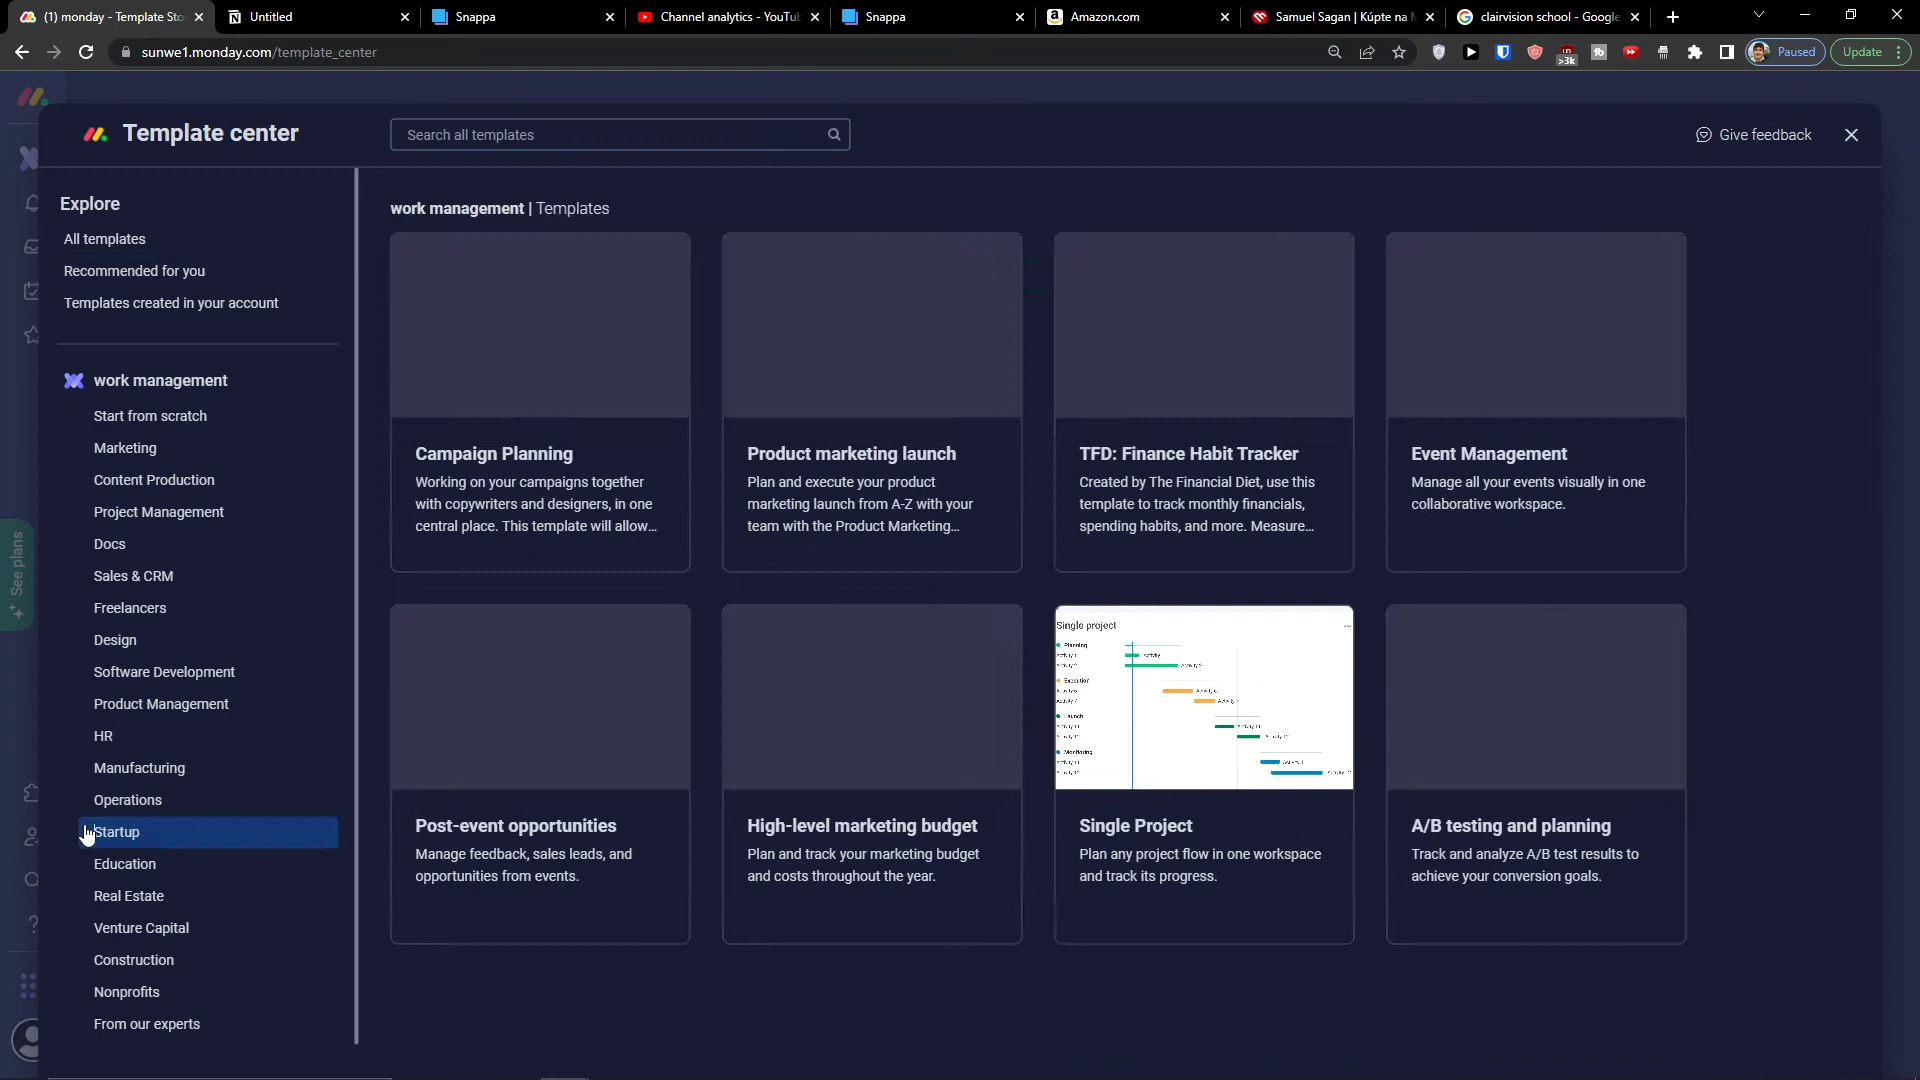 (1) monday - Template Sto
Untitled
Snappa
Channel analytics - YouTu
Snappa
Amazon.com
Samuel Sagan | Kúpte na
clairvision school - Google
sunwe1.monday.com/template_center
>3k
Paused
Update
Template center
Search all templates
Give feedback
Explore
All templates
Recommended for you
Templates created in your account
work management
Start from scratch
Marketing
Content Production
Project Management
Docs
Sales & CRM
Freelancers
Design
Software Development
Product Management
HR
Manufacturing
Operations
Startup
Education
Real Estate
Venture Capital
Construction
Nonprofits
From our experts
See plans
work management | Templates
Campaign Planning
Working on your campaigns together
with copywriters and designers, in one
central place. This template will allow...
Product marketing launch
Plan and execute your product
marketing launch from A-Z with your
team with the Product Marketing...
TFD: Finance Habit Tracker
Created by The Financial Diet, use this
template to track monthly financials,
spending habits, and more. Measure...
Event Management
Manage all your events visually in one
collaborative workspace.
Post-event opportunities
Manage feedback, sales leads, and
opportunities from events.
High-level marketing budget
Plan and track your marketing budget
and costs throughout the year.
Single project
Planning
Execution
Launch
Monitoring
Single Project
Plan any project flow in one workspace
and track its progress.
A/B testing and planning
Track and analyze A/B test results to
achieve your conversion goals.